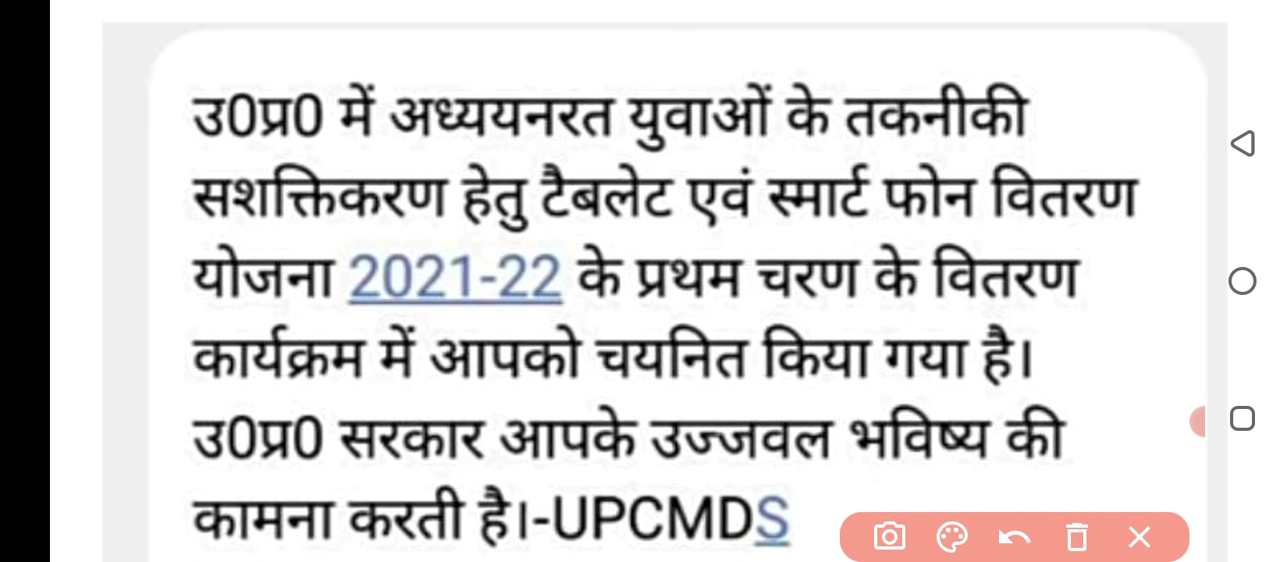 उ0प्र0 में अध्ययनरत युवाओं के तकनीकी
सशक्तिकरण हेतु टैबलेट एवं स्मार्ट फोन वितरण
योजना 2021-22 के प्रथम चरण के वितरण
कार्यक्रम में आपको चयनित किया गया है।
उ0प्र0 सरकार आपके उज्जवल भविष्य की
कामना करती है।-UPCMDS